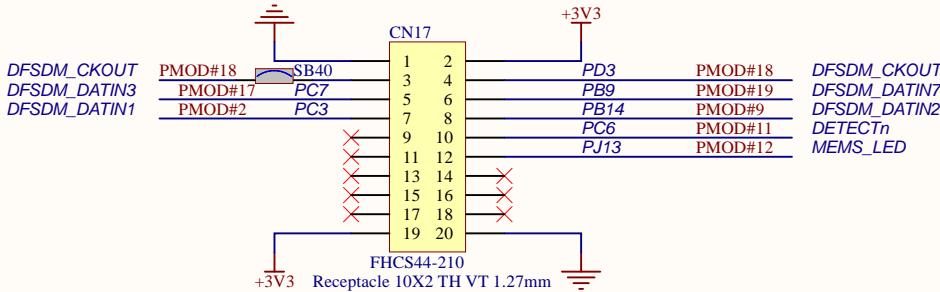 +3V3
CN17
1 2
DFSDM_CKOUT PMOD#18 SB40 3 4 PD3 PMOD#18 DFSDM_CKOUT
DFSDM_DATIN3 PMOD#17 PC7 5 6 PB9 PMOD#19 DFSDM_DATIN7
DFSDM_DATIN1 PMOD#2 PC3 7 8 PB14 PMOD#9 DFSDM_DATIN2
9 10 PC6 PMOD#11 DETECTn
11 12 PJ13 PMOD#12 MEMS_LED
13 14
15 16
17 18
19 20
FHCS44-210
+3V3 Receptacle 10X2 TH VT 1.27mm